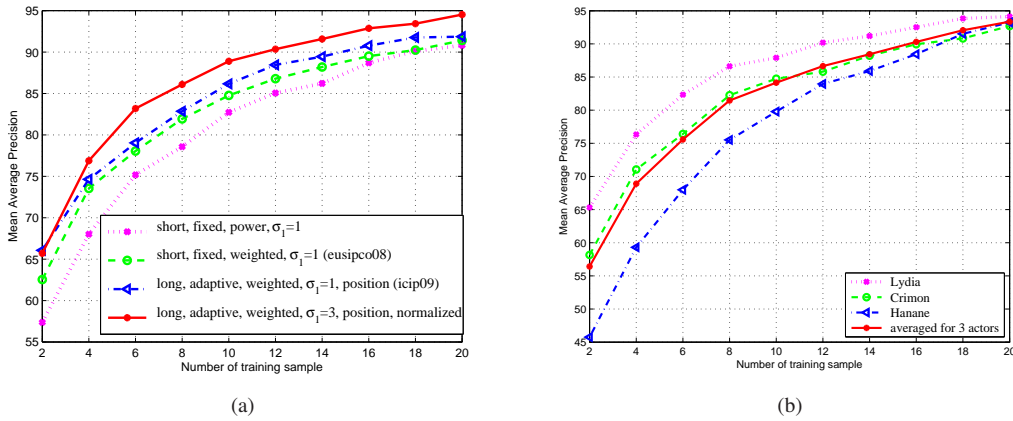 95
90
85
80
75
70
65
60
55
2 4 6 8 10 12 14 16 18 20
Mean Average Precision
Number of training sample
short, fixed, power, σ1=1
short, fixed, weighted, σ1=1 (eusipco08)
long, adaptive, weighted, σ1=1, position (icip09)
long, adaptive, weighted, σ1=3, position, normalized
(a)
95
90
85
80
75
70
65
60
55
50
45
2 4 6 8 10 12 14 16 18 20
Mean Average Precision
Number of training sample
Lydia
Crimon
Hanane
averaged for 3 actors
(b)